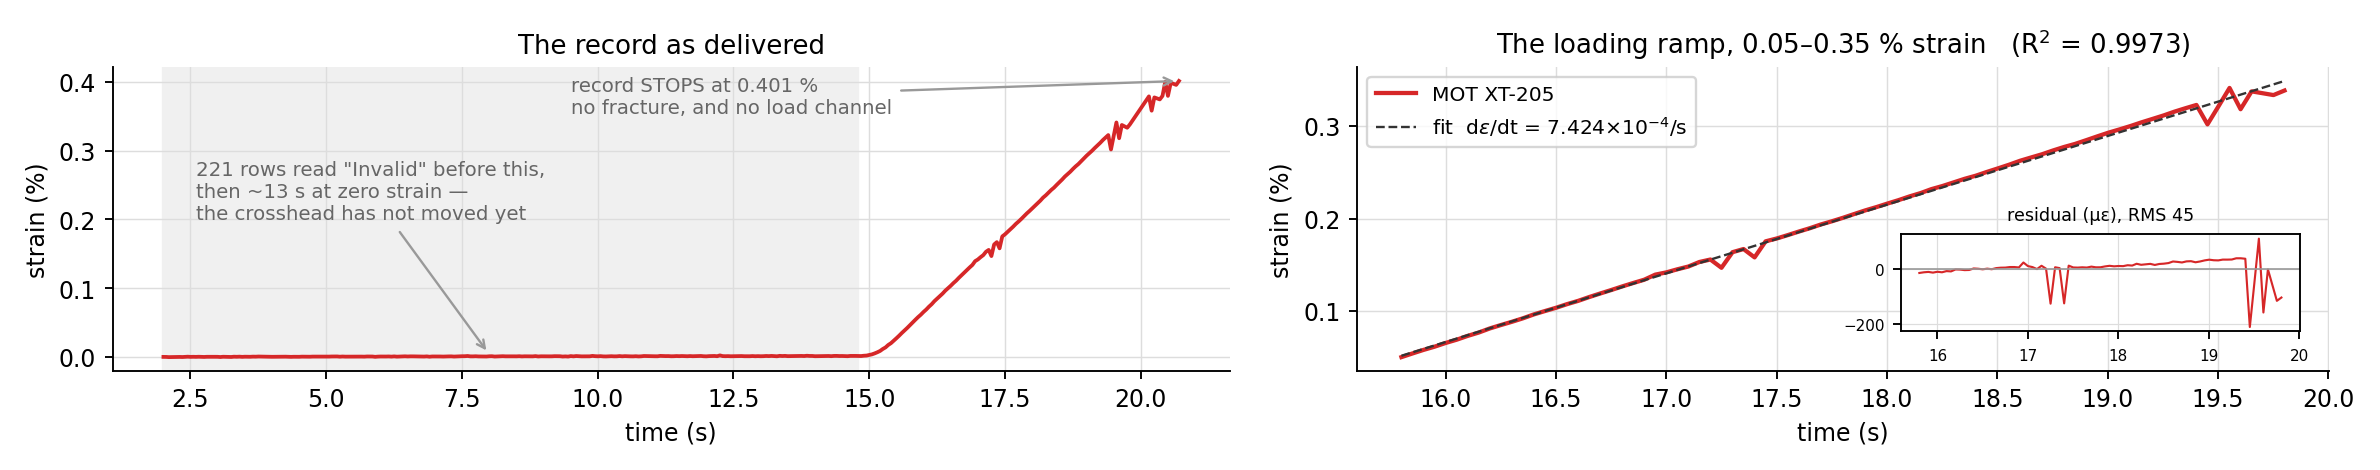 The record as delivered
strain (%)
0.4
0.3
0.2
0.1
0.0
record STOPS at 0.401 %
no fracture, and no load channel
221 rows read "Invalid" before this,
then ~13 s at zero strain —
the crosshead has not moved yet
2.5 5.0 7.5 10.0 12.5 15.0 17.5 20.0
time (s)
The loading ramp, 0.05–0.35 % strain (R² = 0.9973)
strain (%)
0.3
0.2
0.1
MOT XT-205
fit dε/dt = 7.424×10⁻⁴/s
residual (με), RMS 45
0
−200
16 17 18 19 20
16.0 16.5 17.0 17.5 18.0 18.5 19.0 19.5 20.0
time (s)